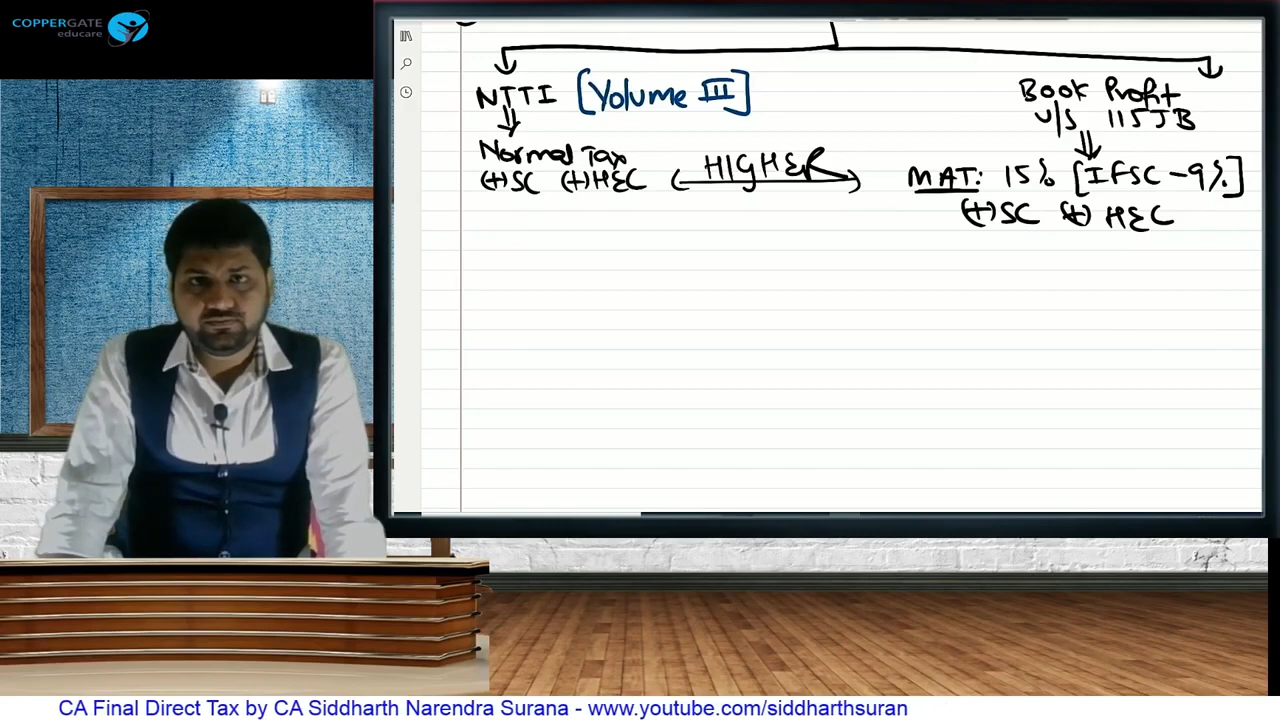 COPPERGATE
educare
NTTI [Volume III]
Normal Tax
(+)SC (+)HEC
HIGHER
Book Profit
u/s 115JB
MAT: 15% [IFSC - 9%]
(+)SC (+) HEC
CA Final Direct Tax by CA Siddharth Narendra Surana - www.youtube.com/siddharthsuran